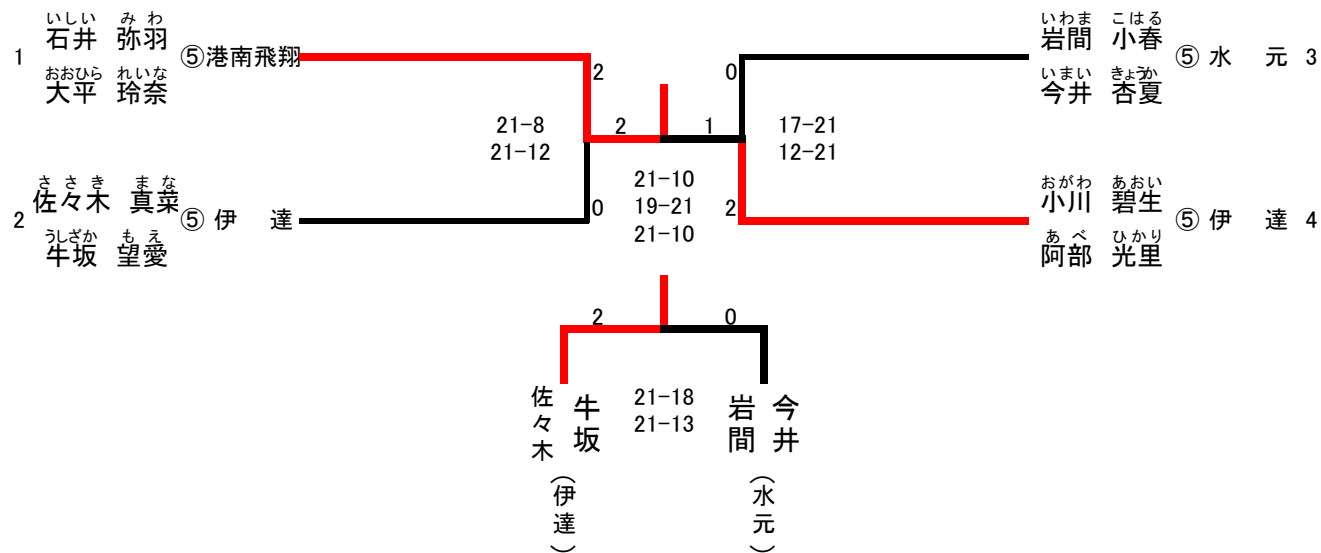 いしい みわ
石井 弥羽
1 ⑤港南飛翔
おおひら れいな
大平 玲奈
いわま こはる
岩間 小春
⑤ 水 元 3
いまい きょうか
今井 杏夏
2 0
21-8
21-12
2 1
17-21
12-21
ささき まな
佐々木 真菜
2 ⑤ 伊 達
うしざか もえ
牛坂 望愛
0
21-10
19-21
21-10
2
おがわ あおい
小川 碧生
⑤ 伊 達 4
あべ ひかり
阿部 光里
2 0
佐々木
牛坂
(伊達)
21-18
21-13
岩間
今井
(水元)